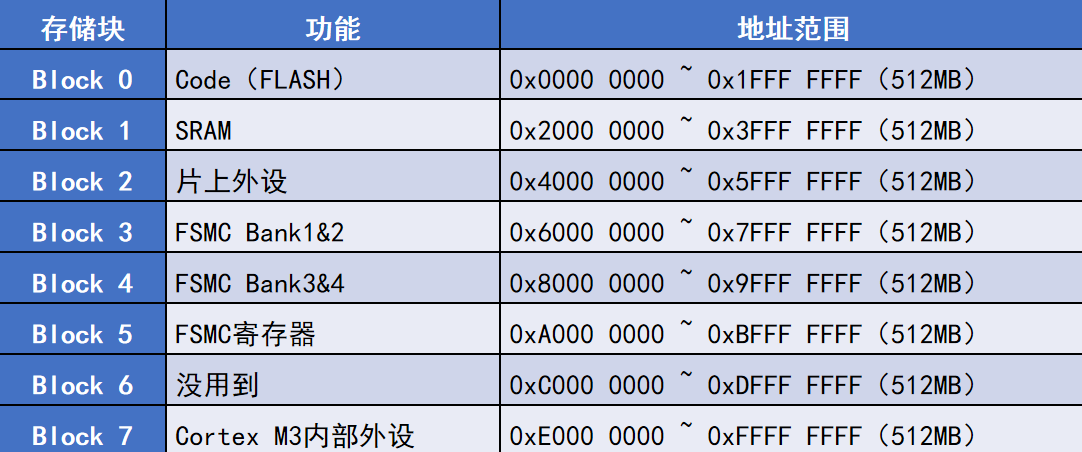 存储块 功能 地址范围
Block 0 Code（FLASH） 0x0000 0000 ~ 0x1FFF FFFF（512MB）
Block 1 SRAM 0x2000 0000 ~ 0x3FFF FFFF（512MB）
Block 2 片上外设 0x4000 0000 ~ 0x5FFF FFFF（512MB）
Block 3 FSMC Bank1&2 0x6000 0000 ~ 0x7FFF FFFF（512MB）
Block 4 FSMC Bank3&4 0x8000 0000 ~ 0x9FFF FFFF（512MB）
Block 5 FSMC寄存器 0xA000 0000 ~ 0xBFFF FFFF（512MB）
Block 6 没用到 0xC000 0000 ~ 0xDFFF FFFF（512MB）
Block 7 Cortex M3内部外设 0xE000 0000 ~ 0xFFFF FFFF（512MB）